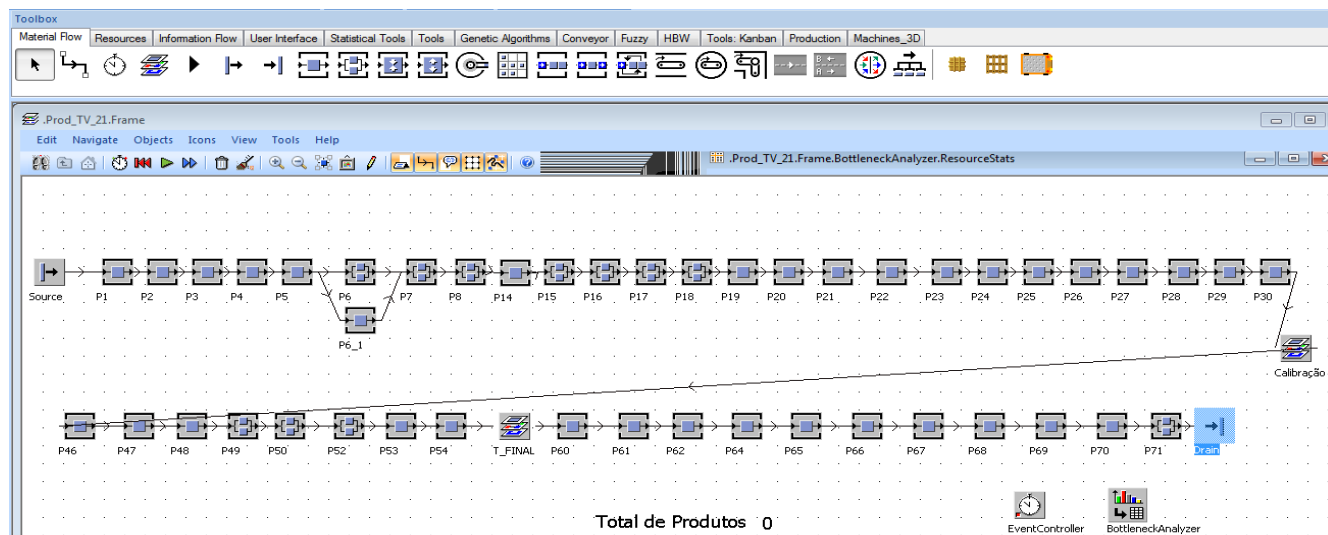 Toolbox
Material Flow Resources Information Flow User Interface Statistical Tools Tools Genetic Algorithms Conveyor Fuzzy HBW Tools: Kanban Production Machines_3D
B
A
.Prod_TV_21.Frame
Edit Navigate Objects Icons View Tools Help
.Prod_TV_21.Frame.BottleneckAnalyzer.ResourceStats
Source P1 P2 P3 P4 P5 P6 P7 P8 P14 P15 P16 P17 P18 P19 P20 P21 P22 P23 P24 P25 P26 P27 P28 P29 P30
P6_1
Calibração
P46 P47 P48 P49 P50 P52 P53 P54 T_FINAL P60 P61 P62 P64 P65 P66 P67 P68 P69 P70 P71 Drain
Total de Produtos 0
EventController BottleneckAnalyzer